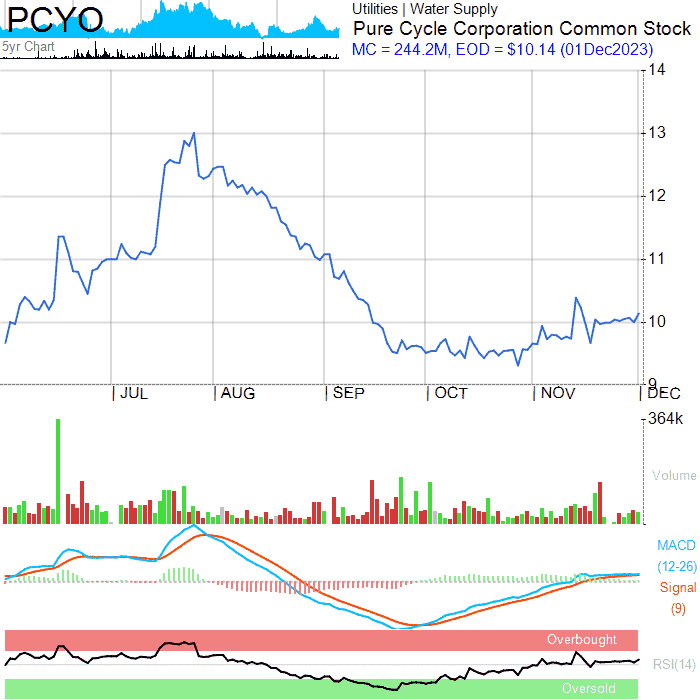 PCYO
5yr Chart
Utilities | Water Supply
Pure Cycle Corporation Common Stock
MC = 244.2M, EOD = $10.14 (01Dec2023)
14
13
12
11
10
9
| JUL | AUG | SEP | OCT | NOV | DEC
364k
Volume
MACD
(12-26)
Signal
(9)
Overbought
RSI(14)
Oversold